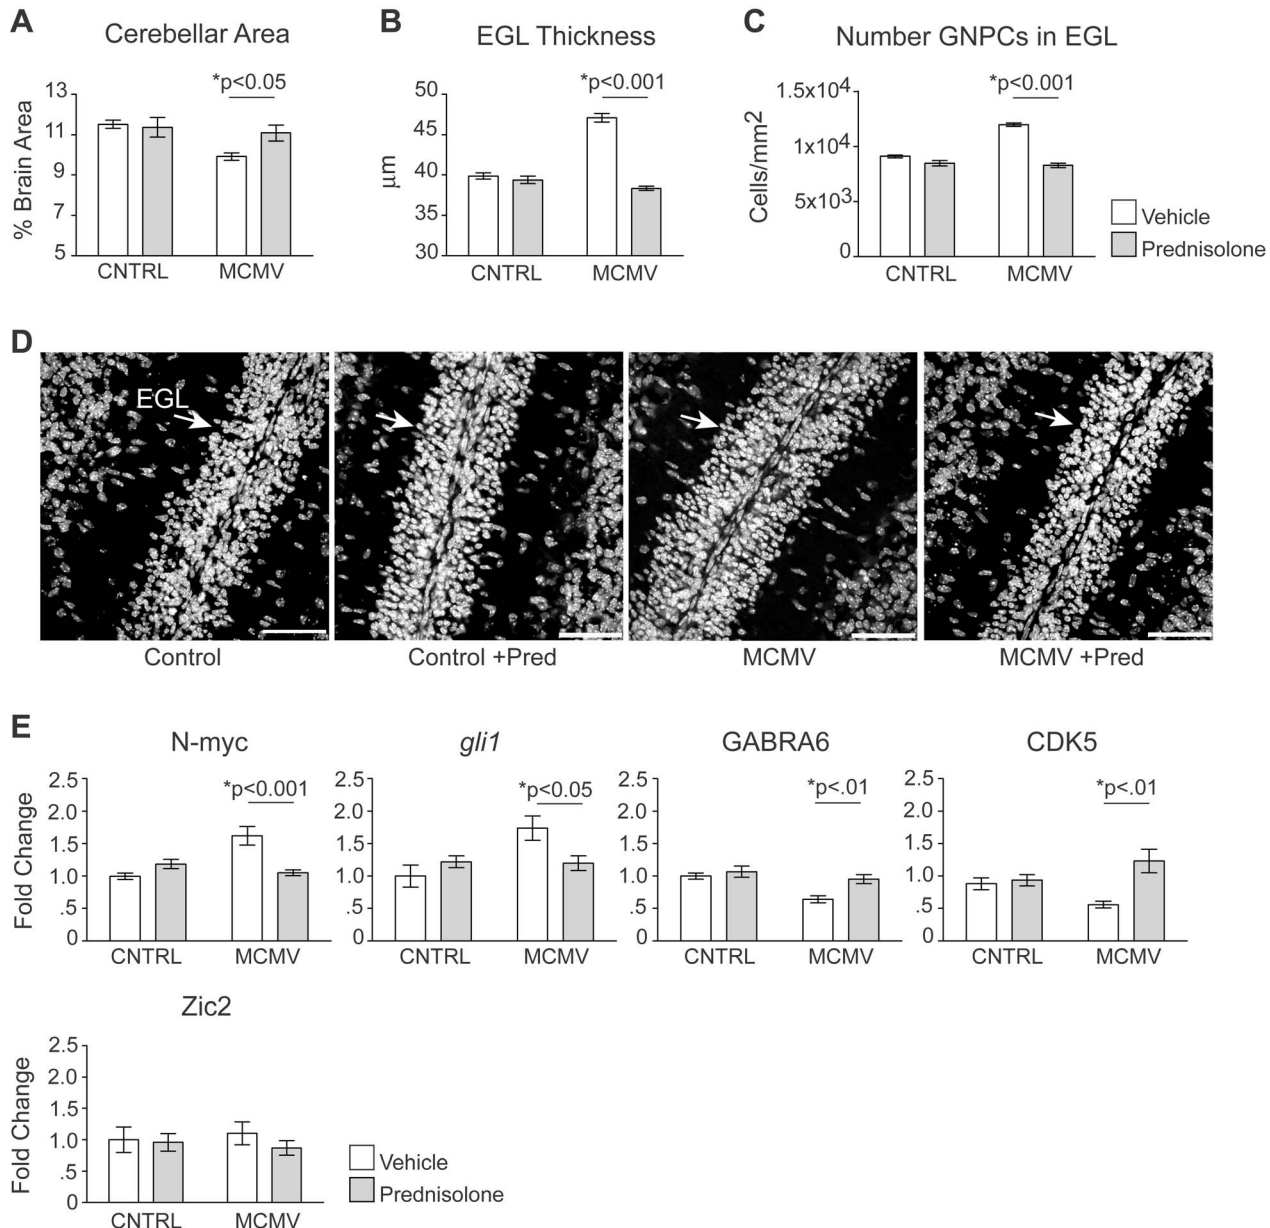 A
Cerebellar Area
*p<0.05
% Brain Area
13
11
9
7
5
CNTRL
MCMV
B
EGL Thickness
*p<0.001
µm
50
45
40
35
30
CNTRL
MCMV
C
Number GNPCs in EGL
*p<0.001
Cells/mm2
1.5x104
1x104
5x103
0
CNTRL
MCMV
Vehicle
Prednisolone
D
EGL
Control
Control +Pred
MCMV
MCMV +Pred
E
N-myc
*p<0.001
Fold Change
2.5
2.0
1.5
1.0
.5
0
CNTRL
MCMV
gli1
*p<0.05
2.5
2.0
1.5
1.0
.5
0
CNTRL
MCMV
GABRA6
*p<.01
2.5
2.0
1.5
1.0
.5
0
CNTRL
MCMV
CDK5
*p<.01
2.5
2.0
1.5
1.0
.5
0
CNTRL
MCMV
Zic2
Fold Change
2.5
2.0
1.5
1.0
.5
0
CNTRL
MCMV
Vehicle
Prednisolone